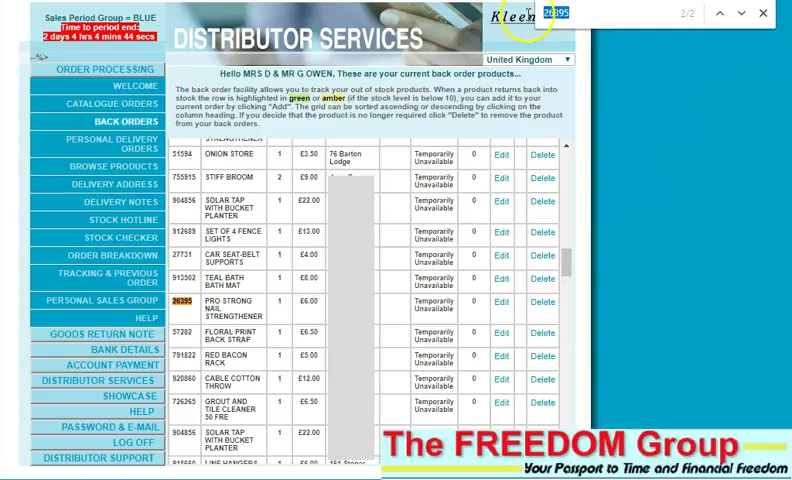 Sales Period Group = BLUE
Time to period end:
2 days 4 hrs 4 mins 44 secs
--%>
Kleen
26395
2/2
DISTRIBUTOR SERVICES
United Kingdom
Hello MRS D & MR G OWEN, These are your current back order products...
The back order facility allows you to track your out of stock products. When a product returns back into
stock the row is highlighted in green or amber (if the stock level is below 10), you can add it to your
current order by clicking "Add". The grid can be sorted ascending or descending by clicking on the
column heading. If you decide that the product is no longer required click "Delete" to remove the product
from your back orders.
ORDER PROCESSING
WELCOME
CATALOGUE ORDERS
BACK ORDERS
PERSONAL DELIVERY
ORDERS
BROWSE PRODUCTS
DELIVERY ADDRESS
DELIVERY NOTES
STOCK HOTLINE
STOCK CHECKER
ORDER BREAKDOWN
TRACKING & PREVIOUS
ORDER
PERSONAL SALES GROUP
HELP
GOODS RETURN NOTE
BANK DETAILS
ACCOUNT PAYMENT
DISTRIBUTOR SERVICES
SHOWCASE
HELP
PASSWORD & E-MAIL
LOG OFF
DISTRIBUTOR SUPPORT
STRENGTHENER
51594 ONION STORE 1 £3.50 76 Barton Lodge Temporarily Unavailable 0 Edit Delete
755915 STIFF BROOM 2 £9.00 Temporarily Unavailable 0 Edit Delete
904856 SOLAR TAP WITH BUCKET PLANTER 1 £22.00 Temporarily Unavailable 0 Edit Delete
912689 SET OF 4 FENCE LIGHTS 1 £13.00 Temporarily Unavailable 0 Edit Delete
27731 CAR SEAT-BELT SUPPORTS 1 £4.00 Temporarily Unavailable 0 Edit Delete
913502 TEAL BATH BATH MAT 1 £8.00 Temporarily Unavailable 0 Edit Delete
26395 PRO STRONG NAIL STRENGTHENER 1 £6.00 Temporarily Unavailable 0 Edit Delete
57282 FLORAL PRINT BACK STRAP 1 £6.50 Temporarily Unavailable 0 Edit Delete
791822 RED BACON RACK 1 £5.00 Temporarily Unavailable 0 Edit Delete
920860 CABLE COTTON THROW 1 £12.00 Temporarily Unavailable 0 Edit Delete
726265 GROUT AND TILE CLEANER 50 FRE 1 £6.50 Temporarily Unavailable 0 Edit Delete
904856 SOLAR TAP WITH BUCKET PLANTER 1 £22.00
LINE HANGERS 1 £6.00
The FREEDOM Group
Your Passport to Time and Financial Freedom